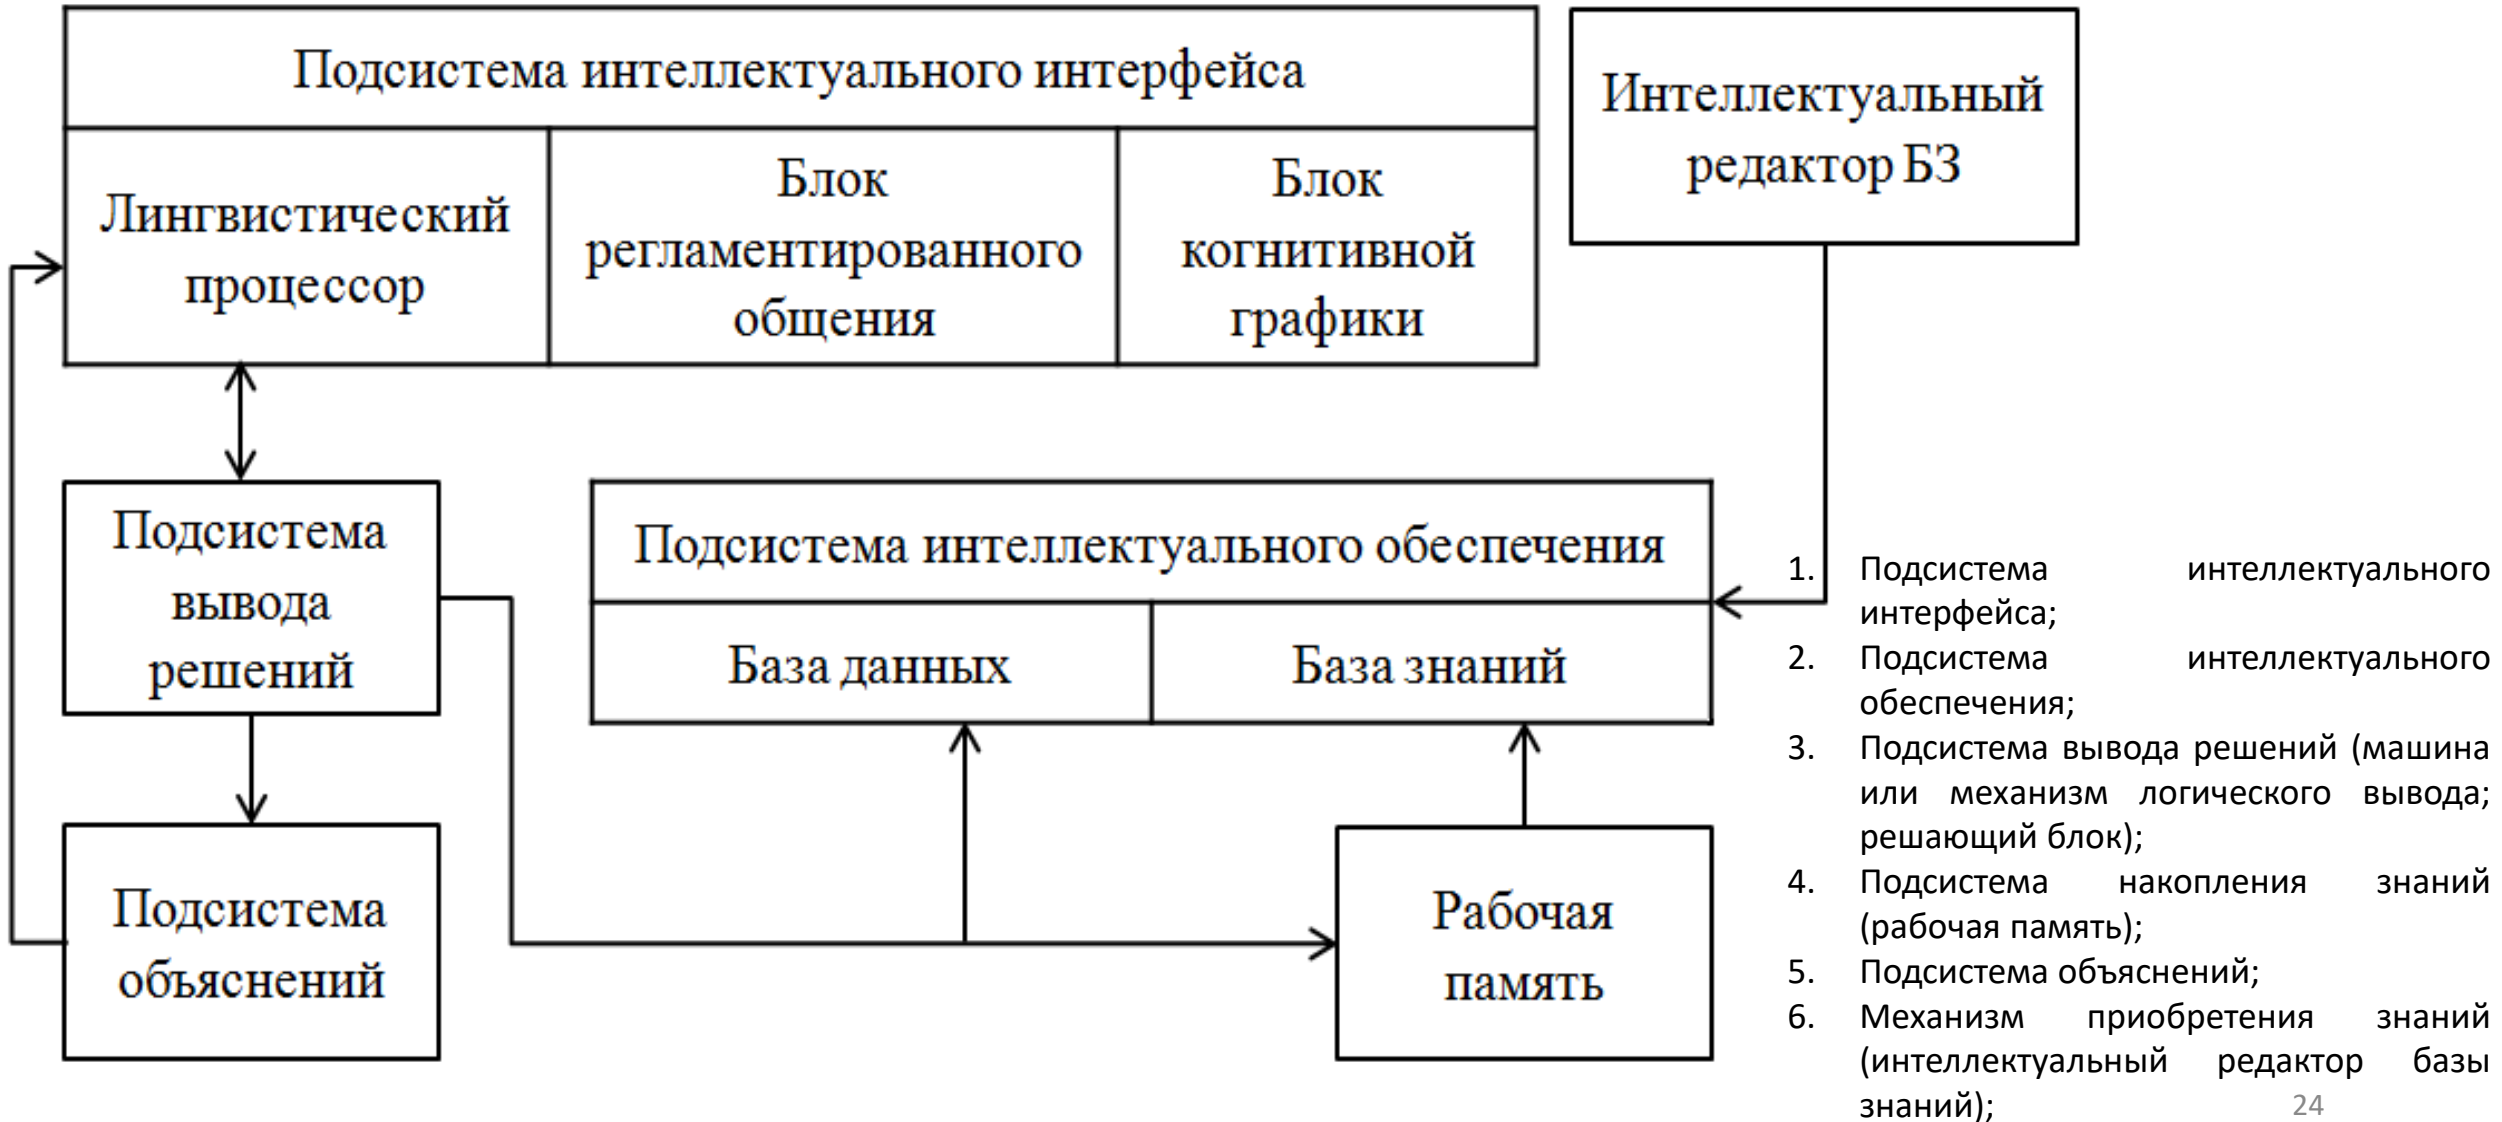 Подсистема интеллектуального интерфейса
Лингвистический
процессор
Блок
регламентированного
общения
Блок
когнитивной
графики
Интеллектуальный
редактор БЗ
Подсистема
вывода
решений
Подсистема интеллектуального обеспечения
База данных
База знаний
Подсистема
объяснений
Рабочая
память
1. Подсистема интеллектуального
интерфейса;
2. Подсистема интеллектуального
обеспечения;
3. Подсистема вывода решений (машина
или механизм логического вывода;
решающий блок);
4. Подсистема накопления знаний
(рабочая память);
5. Подсистема объяснений;
6. Механизм приобретения знаний
(интеллектуальный редактор базы
знаний);
24